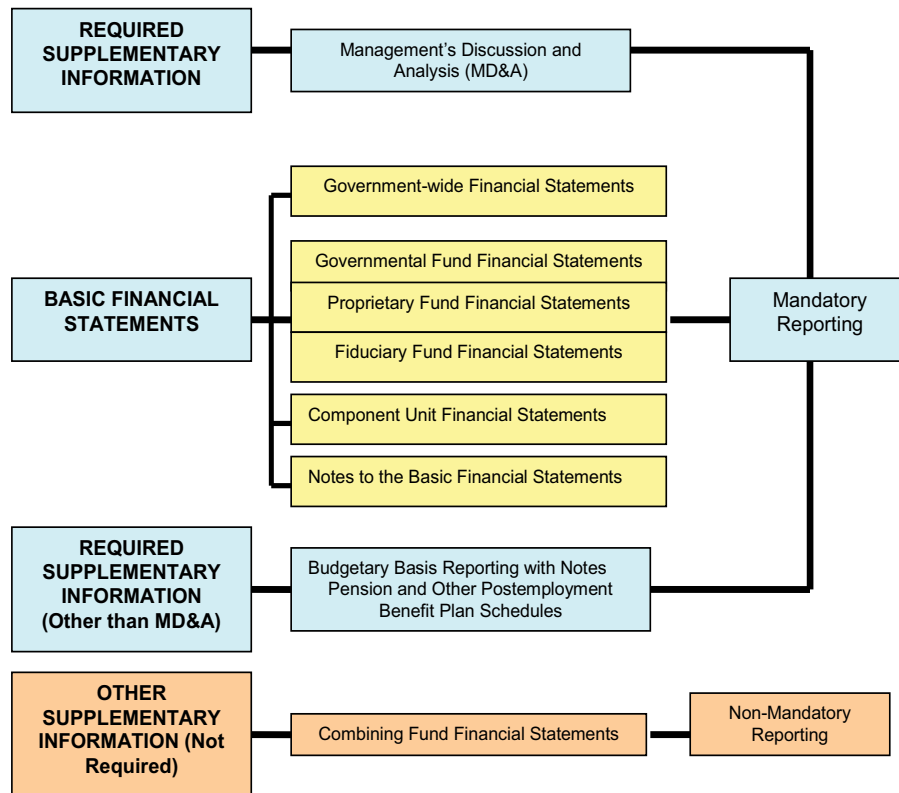 REQUIRED
SUPPLEMENTARY
INFORMATION
Management’s Discussion and
Analysis (MD&A)
Government-wide Financial Statements
Governmental Fund Financial Statements
BASIC FINANCIAL
STATEMENTS
Proprietary Fund Financial Statements
Fiduciary Fund Financial Statements
Mandatory
Reporting
Component Unit Financial Statements
Notes to the Basic Financial Statements
REQUIRED
SUPPLEMENTARY
INFORMATION
(Other than MD&A)
Budgetary Basis Reporting with Notes
Pension and Other Postemployment
Benefit Plan Schedules
OTHER
SUPPLEMENTARY
INFORMATION (Not
Required)
Combining Fund Financial Statements
Non-Mandatory
Reporting